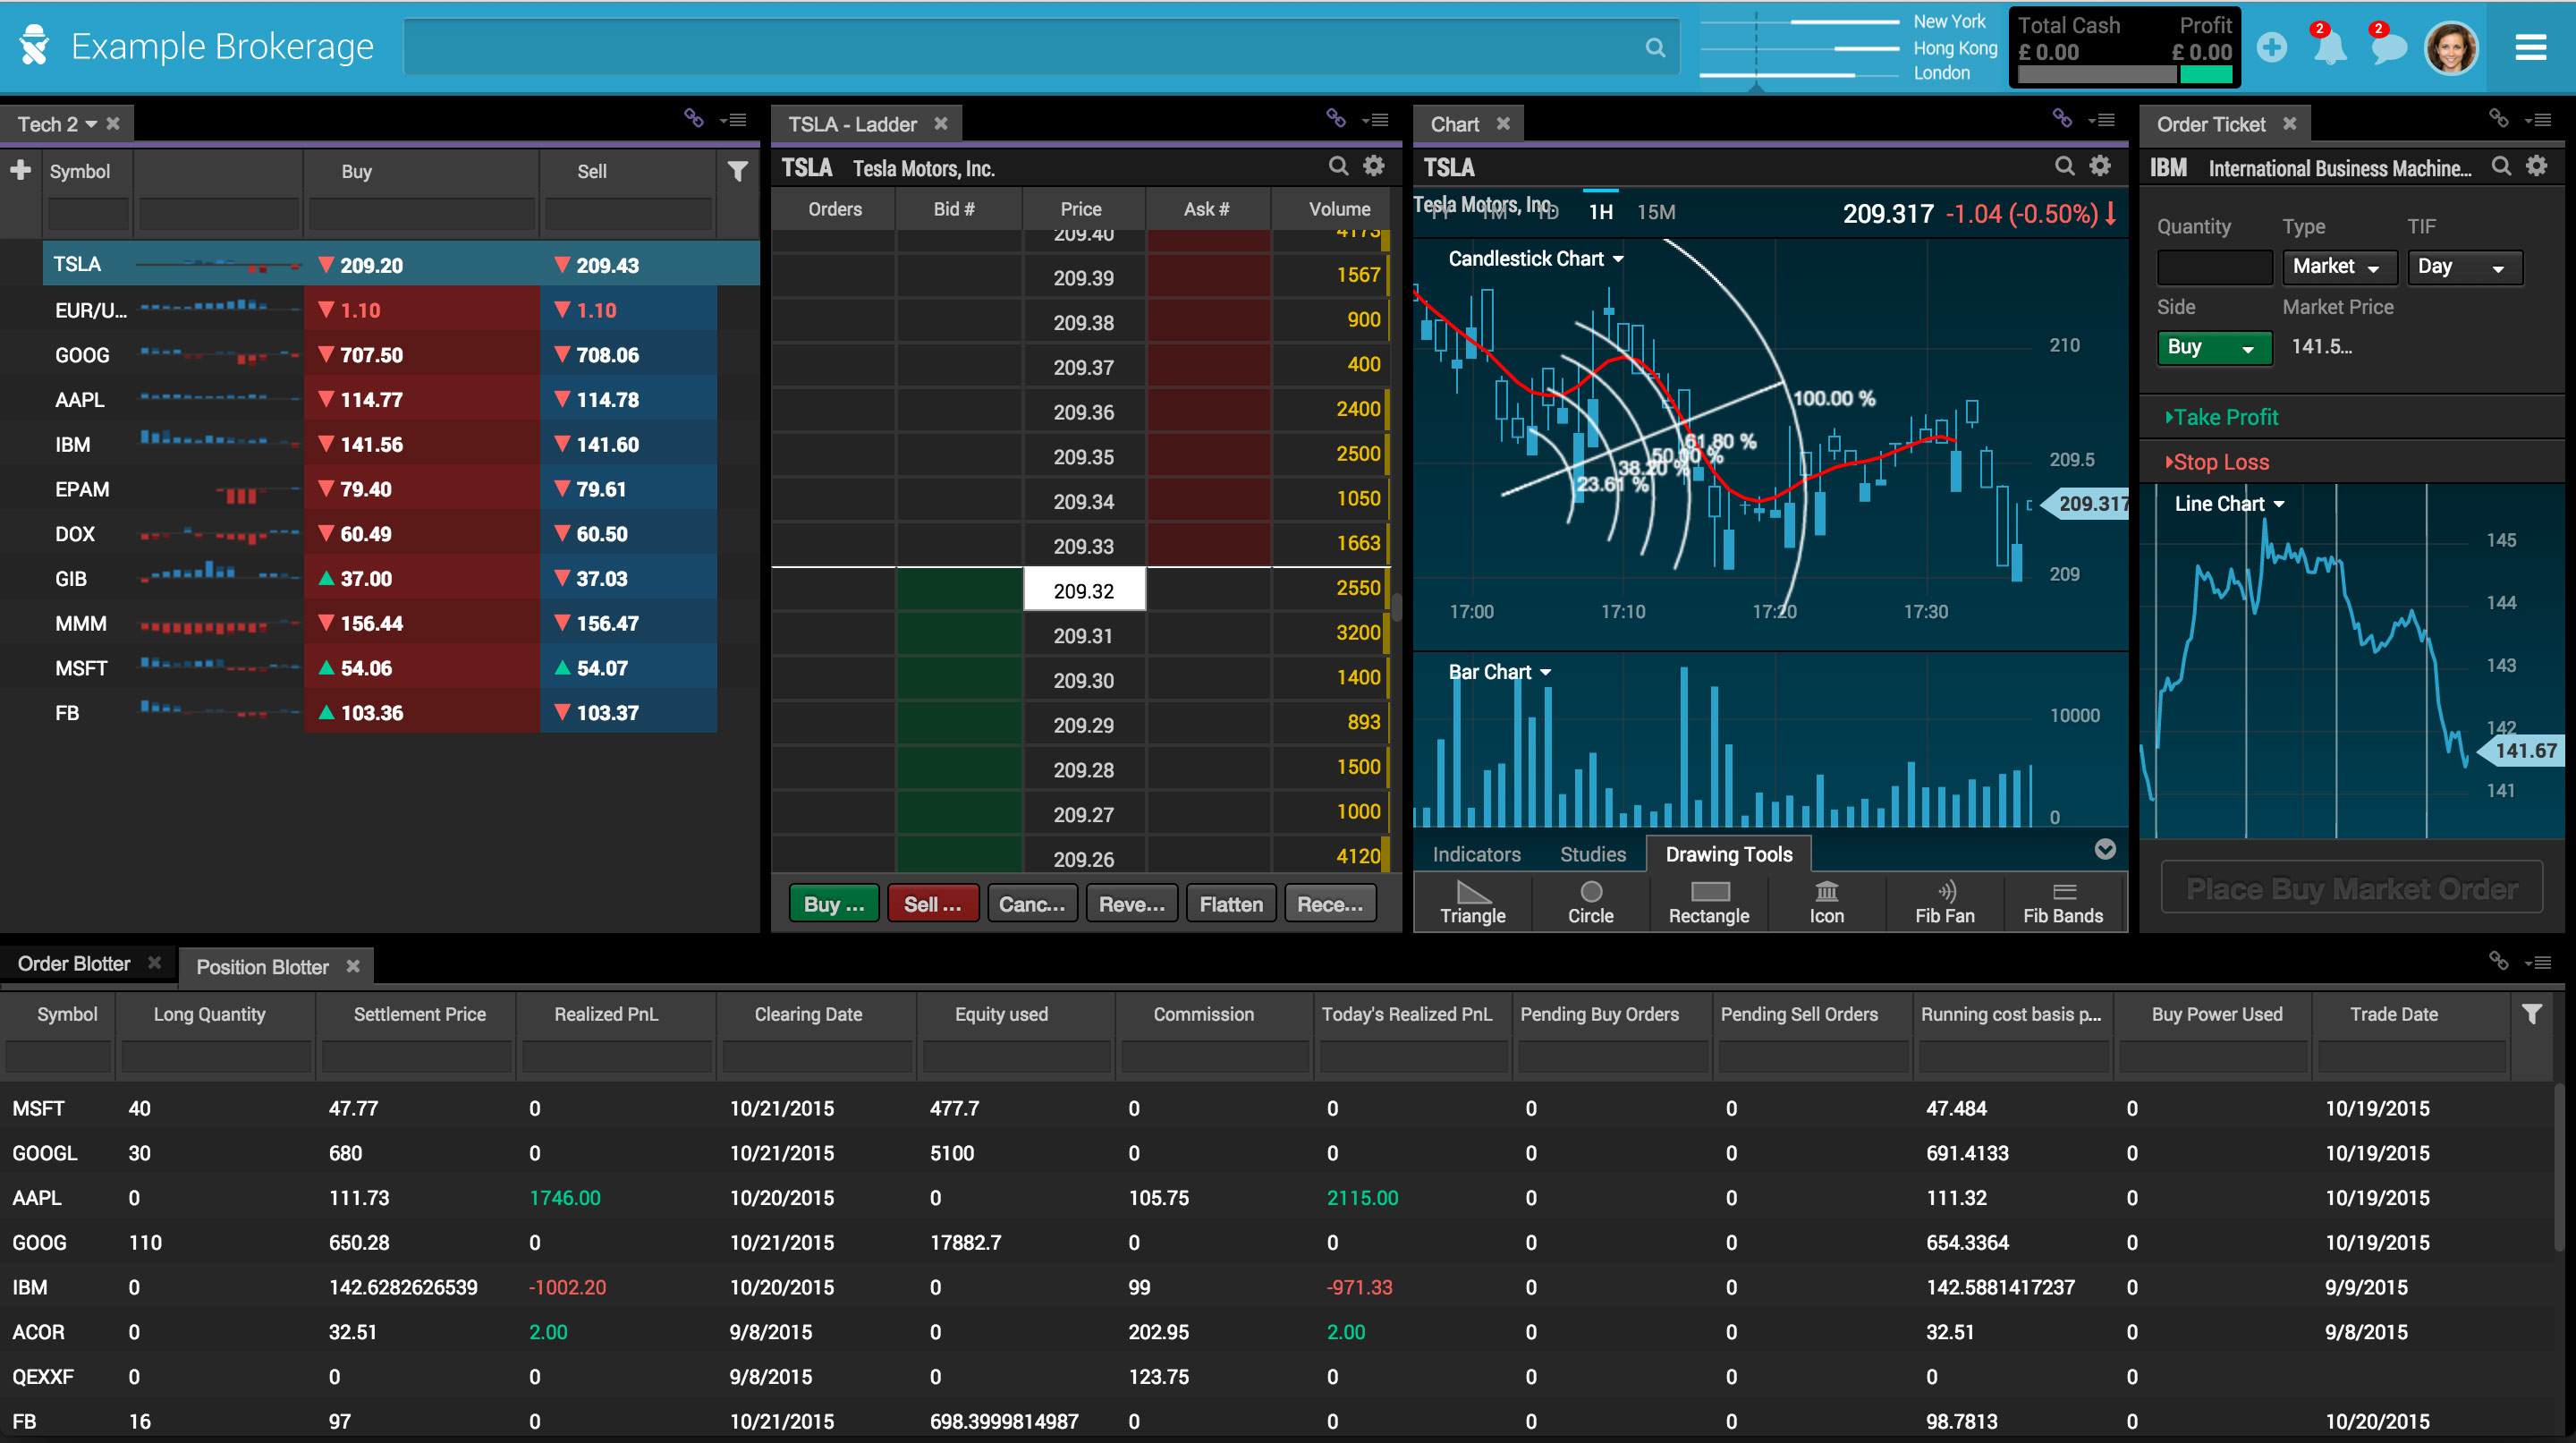 Example Brokerage
New York
Hong Kong
London
Total Cash Profit
£ 0.00 £ 0.00
2
2
Tech 2
Symbol Buy Sell
TSLA 209.20 209.43
EUR/U... 1.10 1.10
GOOG 707.50 708.06
AAPL 114.77 114.78
IBM 141.56 141.60
EPAM 79.40 79.61
DOX 60.49 60.50
GIB 37.00 37.03
MMM 156.44 156.47
MSFT 54.06 54.07
FB 103.36 103.37
TSLA - Ladder
TSLA Tesla Motors, Inc.
Orders Bid # Price Ask # Volume
209.40 4173
209.39 1567
209.38 900
209.37 400
209.36 2400
209.35 2500
209.34 1050
209.33 1663
209.32 2550
209.31 3200
209.30 1400
209.29 893
209.28 1500
209.27 1000
209.26 4120
Buy ... Sell ... Canc... Reve... Flatten Rece...
Chart
TSLA
Tesla Motors, Inc.
1H 15M
209.317 -1.04 (-0.50%)
Candlestick Chart
210
100.00 %
61.80 %
50.00 %
38.20 %
23.61 %
209.5
209.317
209
17:00 17:10 17:20 17:30
Bar Chart
10000
0
Indicators Studies Drawing Tools
Triangle Circle Rectangle Icon Fib Fan Fib Bands
Order Ticket
IBM International Business Machine...
Quantity Type TIF
Market Day
Side Market Price
Buy 141.5...
Take Profit
Stop Loss
Line Chart
145
144
143
142
141.67
141
Place Buy Market Order
Order Blotter Position Blotter
Symbol Long Quantity Settlement Price Realized PnL Clearing Date Equity used Commission Today's Realized PnL Pending Buy Orders Pending Sell Orders Running cost basis p... Buy Power Used Trade Date
MSFT 40 47.77 0 10/21/2015 477.7 0 0 0 0 47.484 0 10/19/2015
GOOGL 30 680 0 10/21/2015 5100 0 0 0 0 691.4133 0 10/19/2015
AAPL 0 111.73 1746.00 10/20/2015 0 105.75 2115.00 0 0 111.32 0 10/19/2015
GOOG 110 650.28 0 10/21/2015 17882.7 0 0 0 0 654.3364 0 10/19/2015
IBM 0 142.6282626539 -1002.20 10/20/2015 0 99 -971.33 0 0 142.5881417237 0 9/9/2015
ACOR 0 32.51 2.00 9/8/2015 0 202.95 2.00 0 0 32.51 0 9/8/2015
QEXXF 0 0 0 9/8/2015 0 123.75 0 0 0 0 0
FB 16 97 0 10/21/2015 698.3999814987 0 0 0 0 98.7813 0 10/20/2015